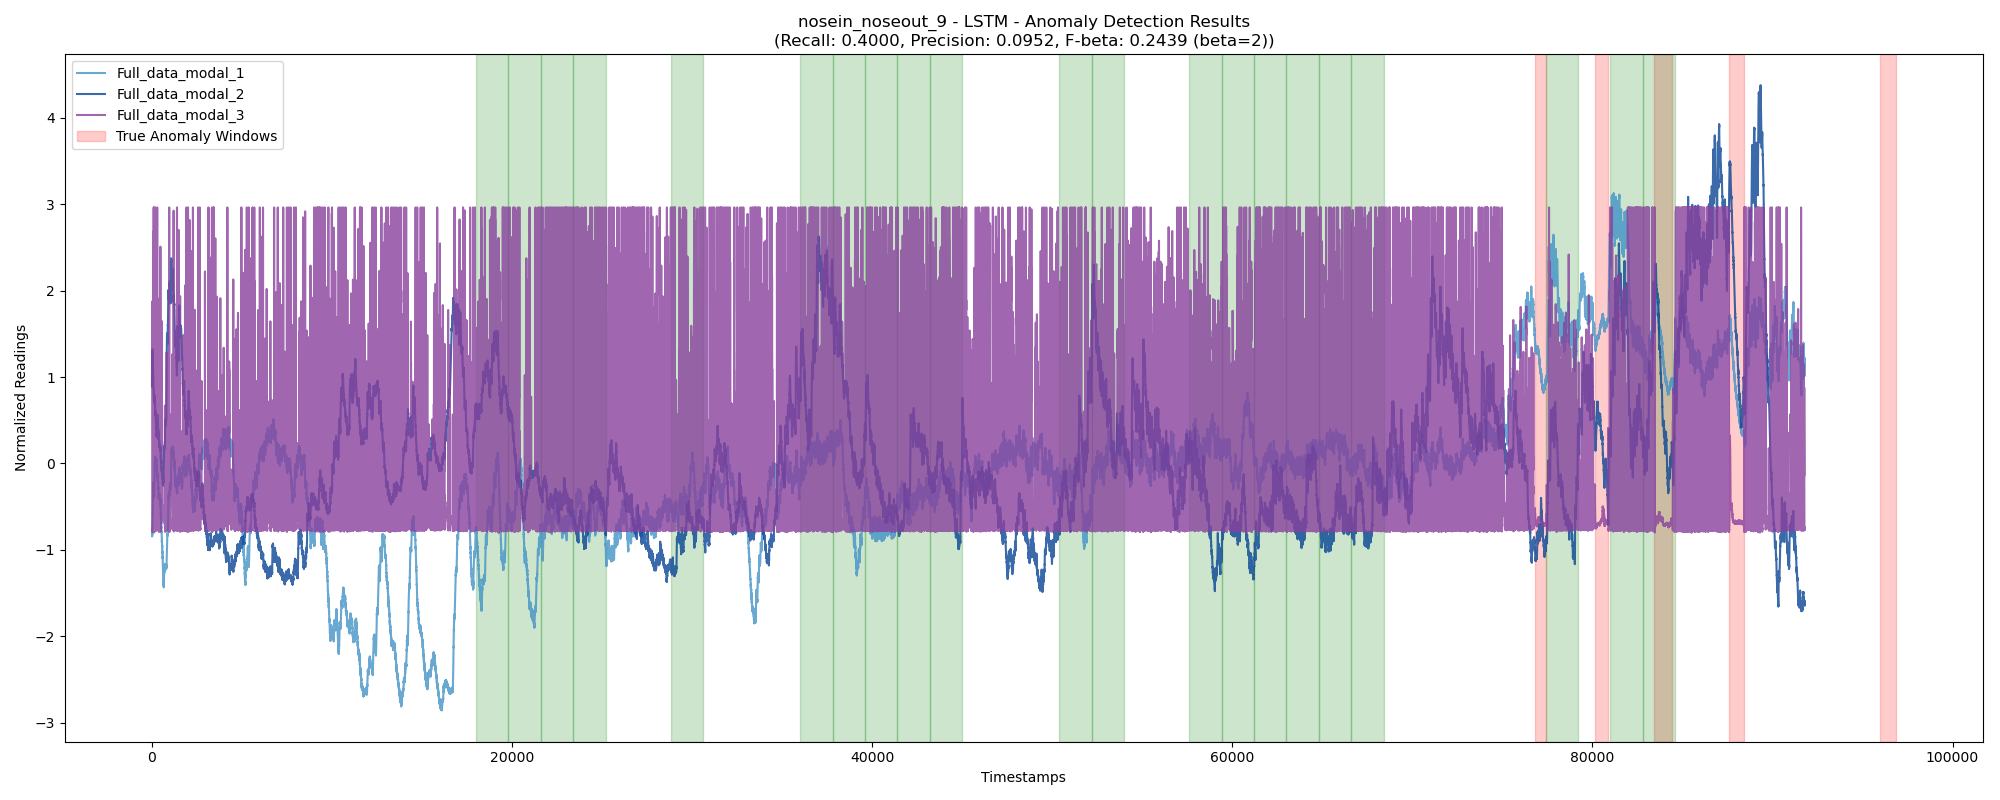 nosein_noseout_9 - LSTM - Anomaly Detection Results
(Recall: 0.4000, Precision: 0.0952, F-beta: 0.2439 (beta=2))
Full_data_modal_1
Full_data_modal_2
Full_data_modal_3
True Anomaly Windows
Normalized Readings
4
3
2
1
0
−1
−2
−3
0
20000
40000
60000
80000
100000
Timestamps